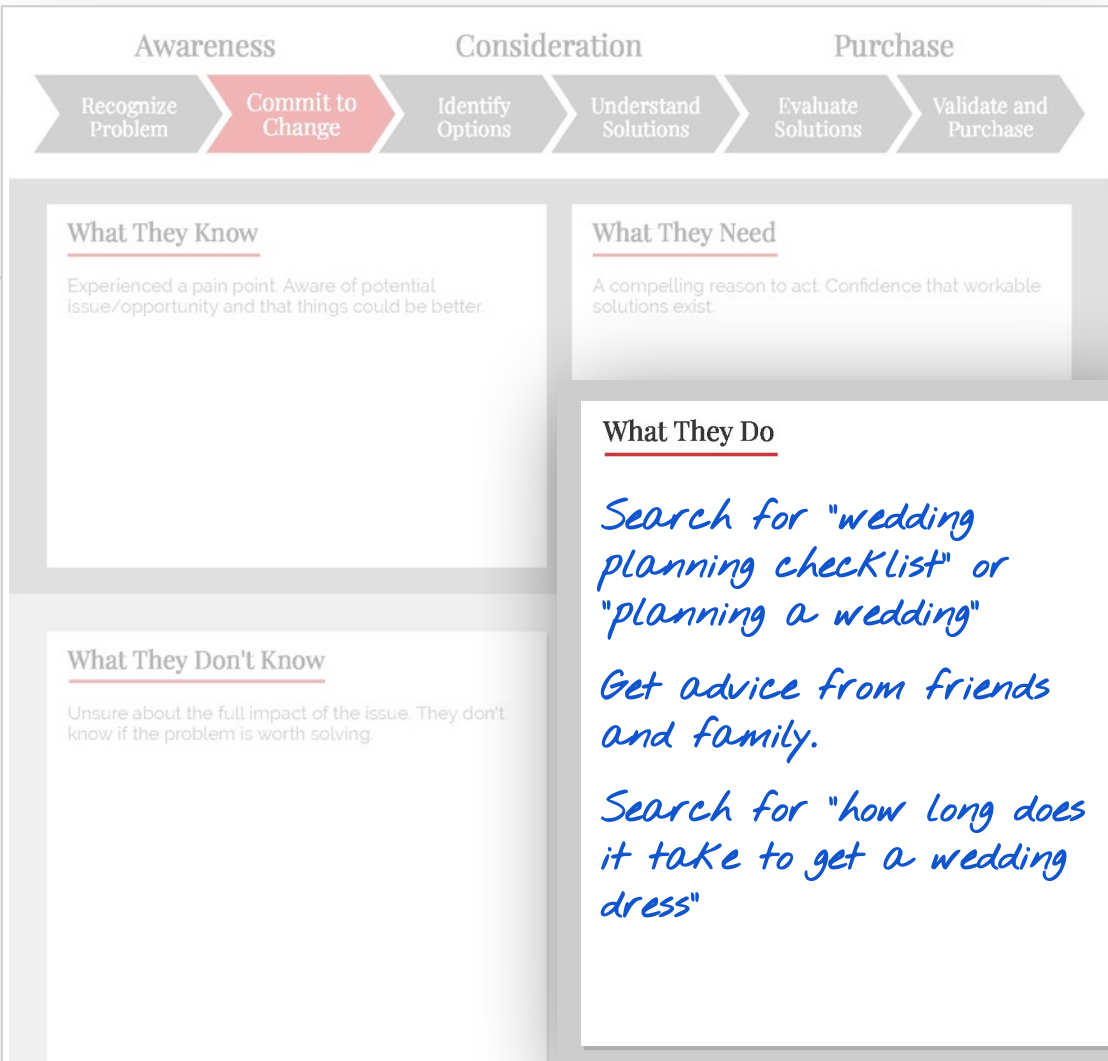 Awareness
Consideration
Purchase
Recognize
Problem
Commit to
Change
Identify
Options
Understand
Solutions
Evaluate
Solutions
Validate and
Purchase
What They Know
Experienced a pain point. Aware of potential
issue/opportunity and that things could be better.
What They Need
A compelling reason to act. Confidence that workable
solutions exist.
What They Don't Know
Unsure about the full impact of the issue. They don't
know if the problem is worth solving.
What They Do
Search for "wedding
planning checklist" or
"planning a wedding"
Get advice from friends
and family.
Search for "how long does
it take to get a wedding
dress"